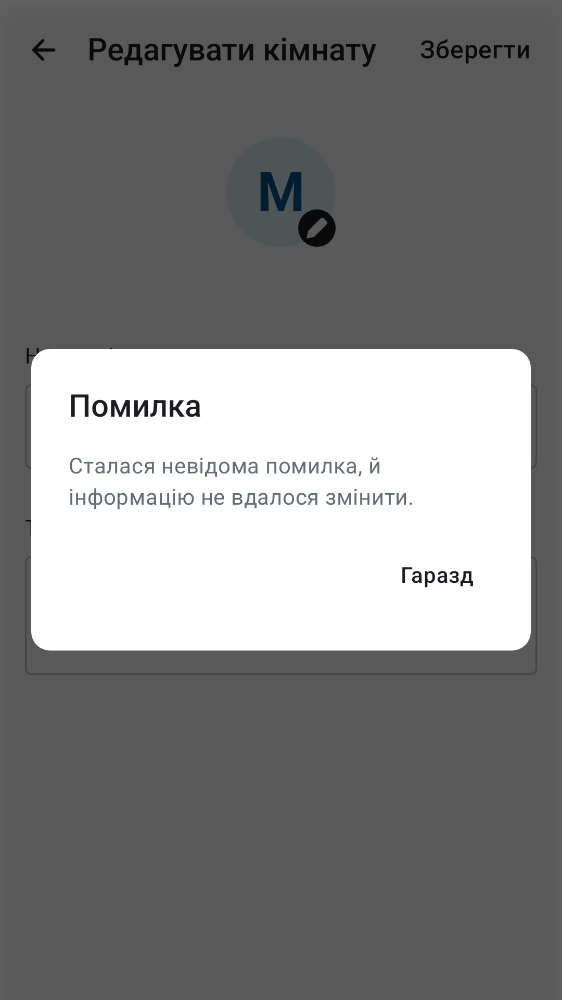 Редагувати кімнату
Зберегти
M
Помилка
Сталася невідома помилка, й
інформацію не вдалося змінити.
Гаразд